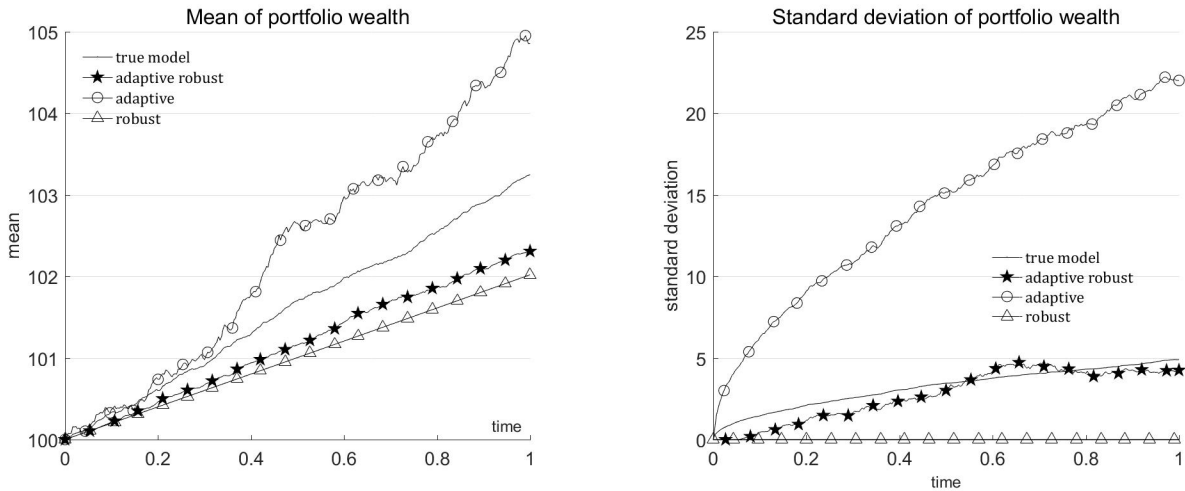 Mean of portfolio wealth
105
104
103
102
101
100
mean
true model
adaptive robust
adaptive
robust
time
0
0.2
0.4
0.6
0.8
1
Standard deviation of portfolio wealth
25
20
15
10
5
0
standard deviation
true model
adaptive robust
adaptive
robust
0
0.2
0.4
0.6
0.8
1
time